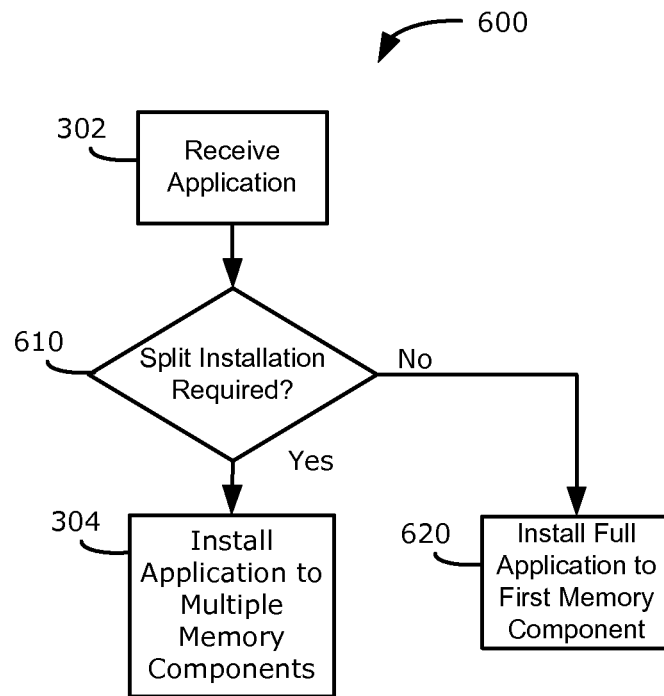 600
302
Receive
Application
610
Split Installation
Required?
No
Yes
304
Install
Application to
Multiple
Memory
Components
620
Install Full
Application to
First Memory
Component